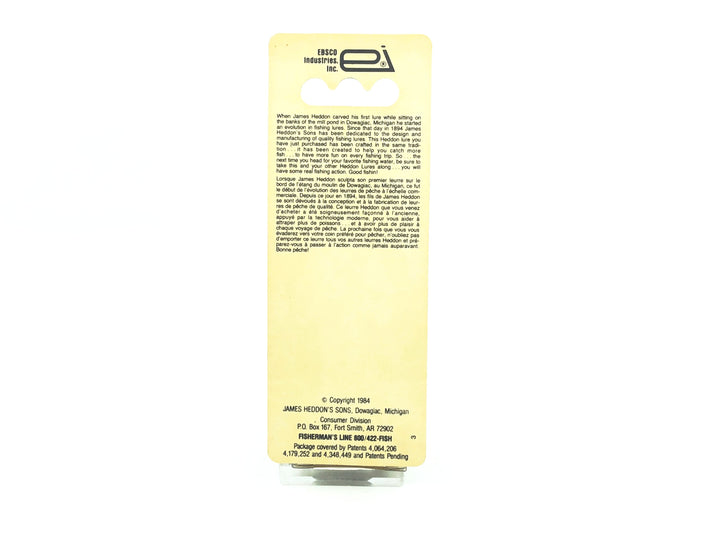 EBSCO
Industries,
Inc.
ei®
When James Heddon carved his first lure while sitting on
the banks of the mill pond in Dowagiac, Michigan he started
an evolution in fishing lures. Since that day in 1894 James
Heddon's Sons has been dedicated to the design and
manufacturing of quality fishing lures. This Heddon lure you
have just purchased has been crafted in the same tradi-
tion . . . it has been created to help you catch more
fish . . . to have more fun on every fishing trip. So . . . the
next time you head for your favorite fishing water, be sure to
take this and your other Heddon Lures along . . . you will
have some real fishing action. Good fishin!
Lorsque James Heddon sculpta son premier leurre sur le
bord de l'étang du moulin de Dowagiac, au Michigan, ce fut
le début de l'évolution des leurres de pêche à l'échelle com-
merciale. Depuis ce jour en 1894, les fils de James Heddon
se sont dévoués à la conception et à la fabrication de leur-
res de pêche de qualité. Ce leurre Heddon que vous venez
d'acheter a été soigneusement façonné à l'ancienne,
appuyé par la technologie moderne, pour vous aider à
attraper plus de poissons . . . et à avoir plus de plaisir à
chaque voyage de pêche. La prochaine fois que vous vous
évaderez vers votre coin préféré pour pêcher, n'oubliez pas
d'emporter ce leurre tous vos autres leurres Heddon et pré-
parez-vous à passer à l'action comme jamais auparavant.
Bonne pêche!
© Copyright 1984
JAMES HEDDON'S SONS, Dowagiac, Michigan
Consumer Division
P.O. Box 167, Fort Smith, AR 72902
FISHERMAN'S LINE 800/422-FISH
3
Package covered by Patents 4,064,206
4,179,252 and 4,348,449 and Patents Pending